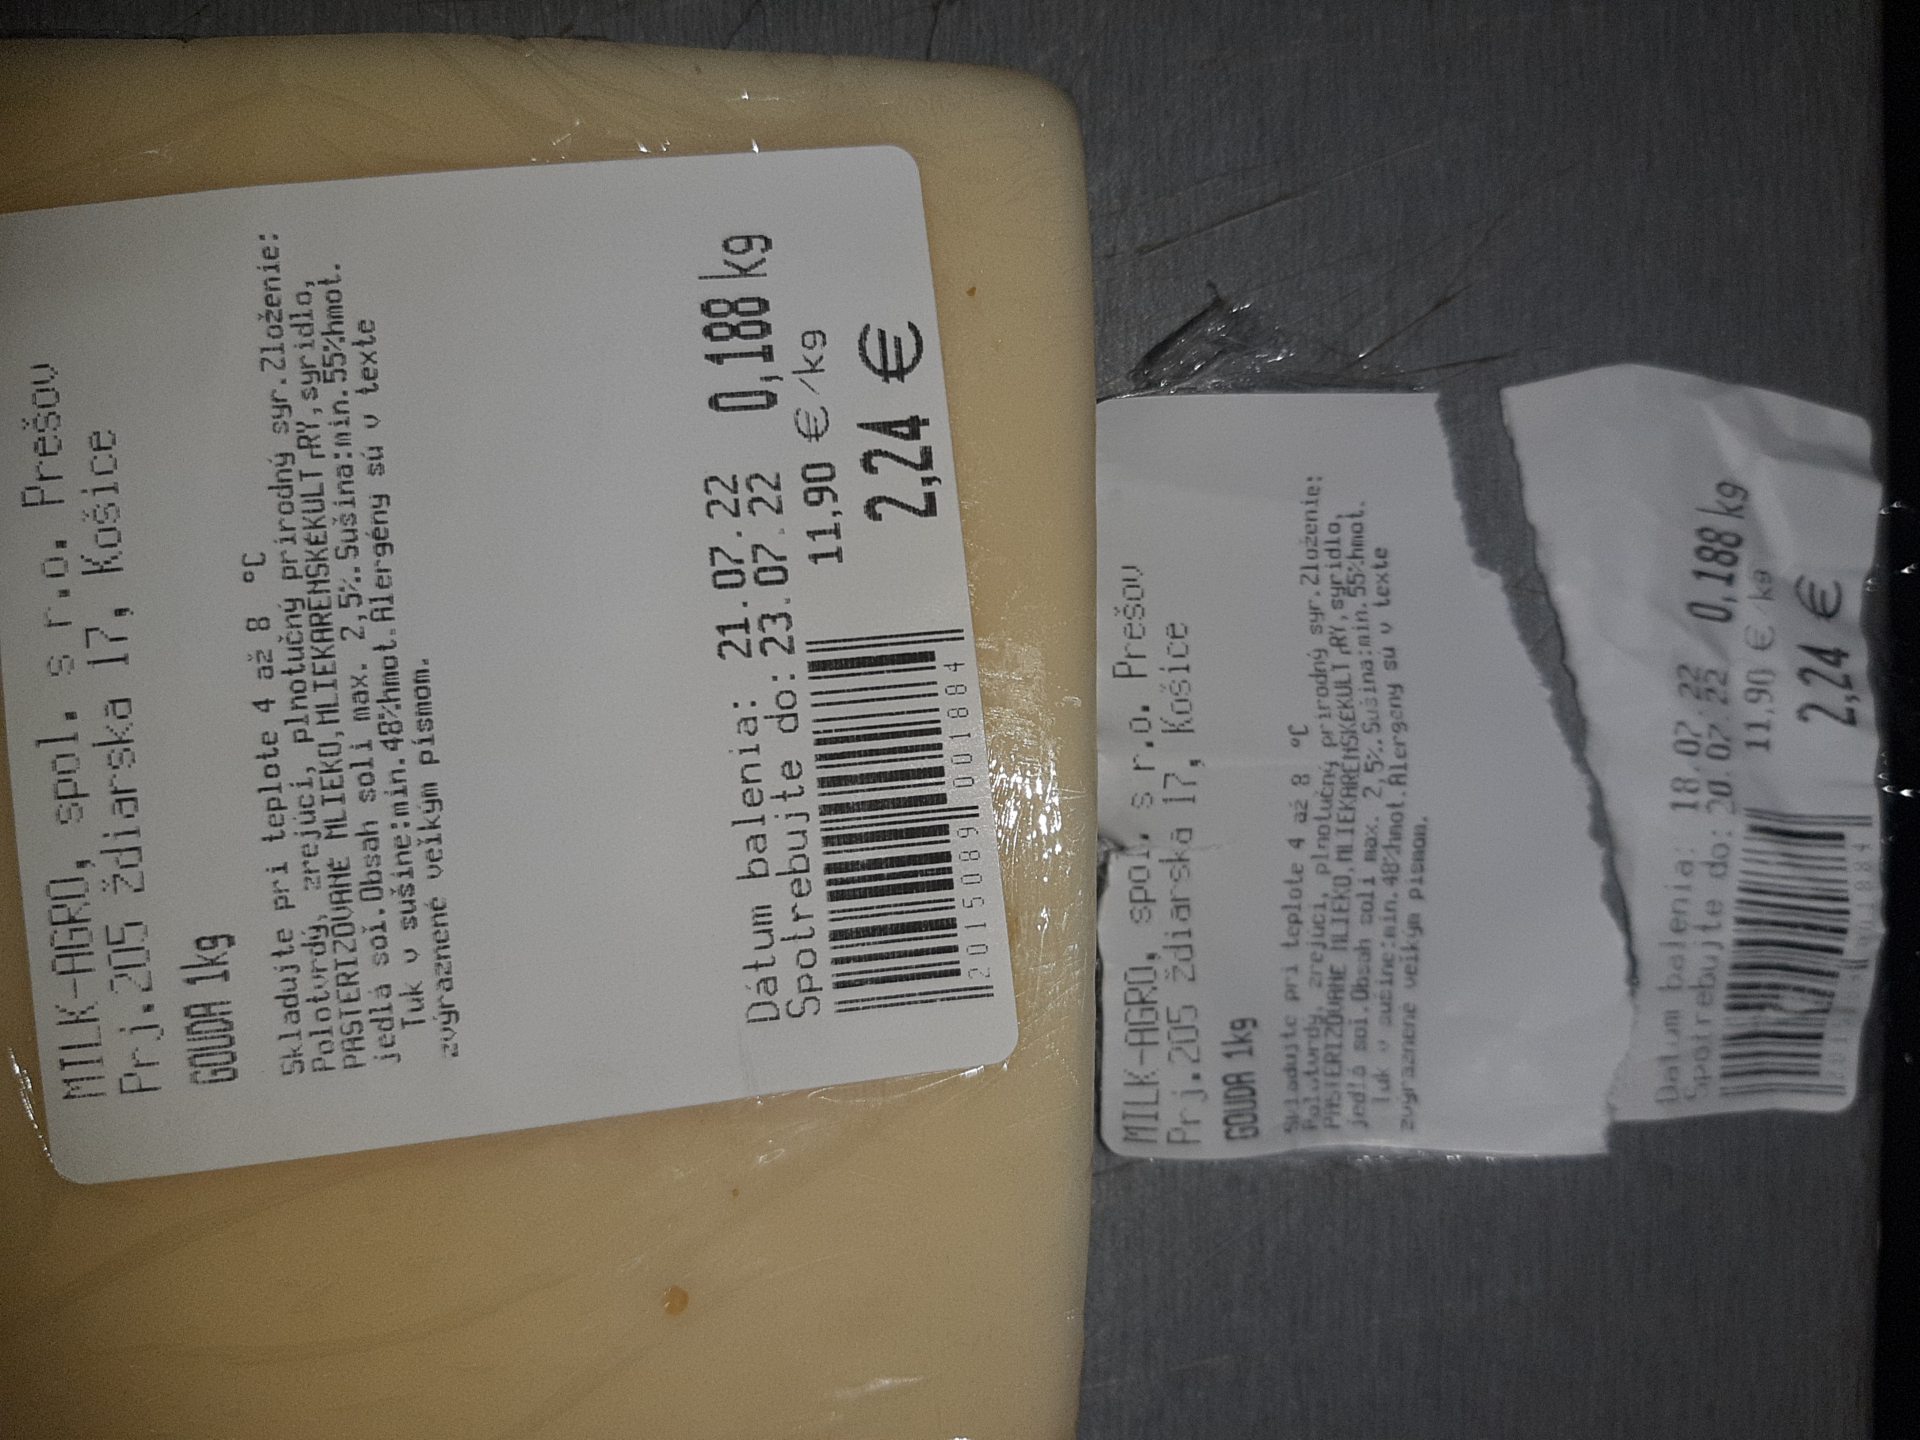 MILK-AGRO, spol. s r.o. Prešov
Prj.205 Ždiarska 17, Košice
GOUDA 1kg
Skladujte pri teplote 4 až 8 °C
Polotvrdý, zrejúci, plnotučný prírodný syr.Zloženie:
PASTERIZOVANÉ MLIEKO,MLIEKARENSKÉKULTúRY,syridlo,
jedlá soľ.Obsah soli max. 2,5%.Sušina:min.55%hmot.
Tuk v sušine:min.48%hmot.Alergény sú v texte
zvýraznené veľkým písmom.
Dátum balenia: 21.07.22
Spotrebujte do: 23.07.22
0,188 kg
11,90 €/kg
2,24 €
2015089001884
MILK-AGRO, spol. s r.o. Prešov
Prj.205 Ždiarska 17, Košice
GOUDA 1kg
Skladujte pri teplote 4 až 8 °C
Polotvrdý, zrejúci, plnotučný prírodný syr.Zloženie:
PASTERIZOVANÉ MLIEKO,MLIEKARENSKÉKULTúRY,syridlo,
jedlá soľ.Obsah soli max. 2,5%.Sušina:min.55%hmot.
Tuk v sušine:min.48%hmot.Alergény sú v texte
zvýraznené veľkým písmom.
Dátum balenia: 18.07.22
Spotrebujte do: 20.07.22
0,188 kg
11,90 €/kg
2,24 €